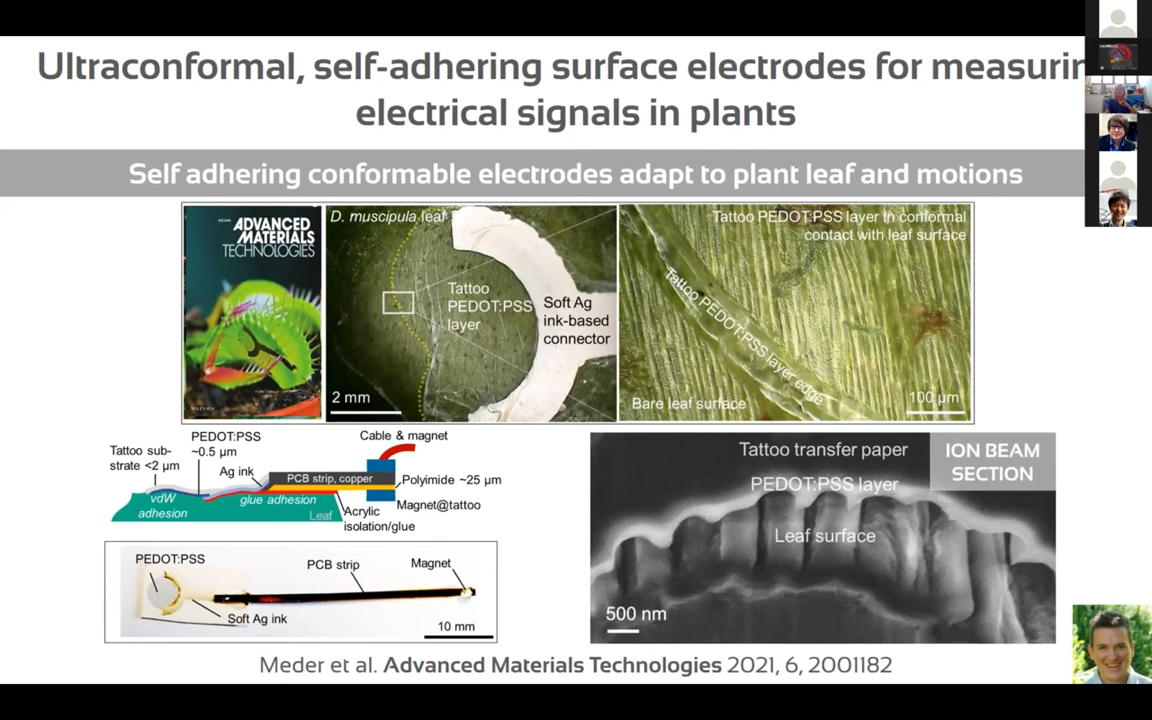 Ultraconformal, self-adhering surface electrodes for measurin
electrical signals in plants
Self adhering conformable electrodes adapt to plant leaf and motions
ADVANCED
MATERIALS
TECHNOLOGIES
D. muscipula leaf
Tattoo
PEDOT:PSS
layer
Soft Ag
ink-based
connector
2 mm
Tattoo PEDOT:PSS layer in conformal
contact with leaf surface
Tattoo PEDOT:PSS layer edge
Bare leaf surface
100 µm
Tattoo sub-
strate <2 µm
PEDOT:PSS
~0.5 µm
Ag ink
Cable & magnet
PCB strip, copper
Polyimide ~25 µm
vdW
adhesion
glue adhesion
Leaf
Magnet@tattoo
Acrylic
isolation/glue
PEDOT:PSS
PCB strip
Magnet
Soft Ag ink
10 mm
Tattoo transfer paper
PEDOT:PSS layer
Leaf surface
500 nm
ION BEAM
SECTION
Meder et al. Advanced Materials Technologies 2021, 6, 2001182